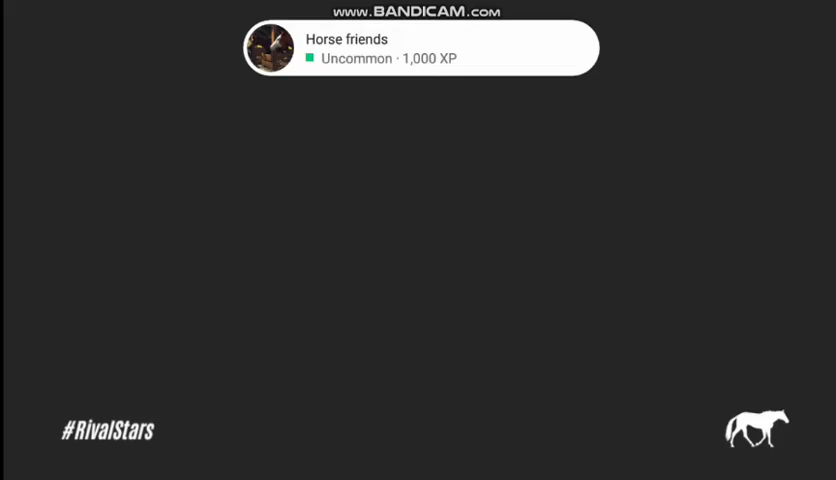 www.BANDICAM.com
Horse friends
Uncommon · 1,000 XP
#RivalStars